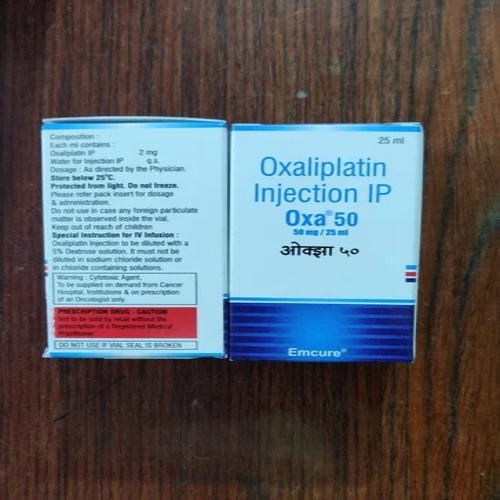 Composition :
Each ml contains :
Oxaliplatin IP 2 mg
Water for Injection IP q.s.
Dosage : As directed by the Physician.
Store below 25°C.
Protected from light. Do not freeze.
Please refer pack insert for dosage
& administration.
Do not use in case any foreign particulate
matter is observed inside the vial.
Keep out of reach of children
Special Instruction for IV Infusion :
Oxaliplatin Injection to be diluted with a
5% Dextrose solution. It must not be
diluted in sodium chloride solution or
in chloride containing solutions.
Warning : Cytotoxic Agent,
To be supplied on demand from Cancer
Hospital, Institutions & on prescription
of an Oncologist only.
PRESCRIPTION DRUG - CAUTION
Not to be sold by retail without the
prescription of a Registered Medical
Practitioner.
DO NOT USE IF VIAL SEAL IS BROKEN
25 ml
Oxaliplatin
Injection IP
Oxa® 50
50 mg / 25 ml
ओक्झा ५०
Emcure®